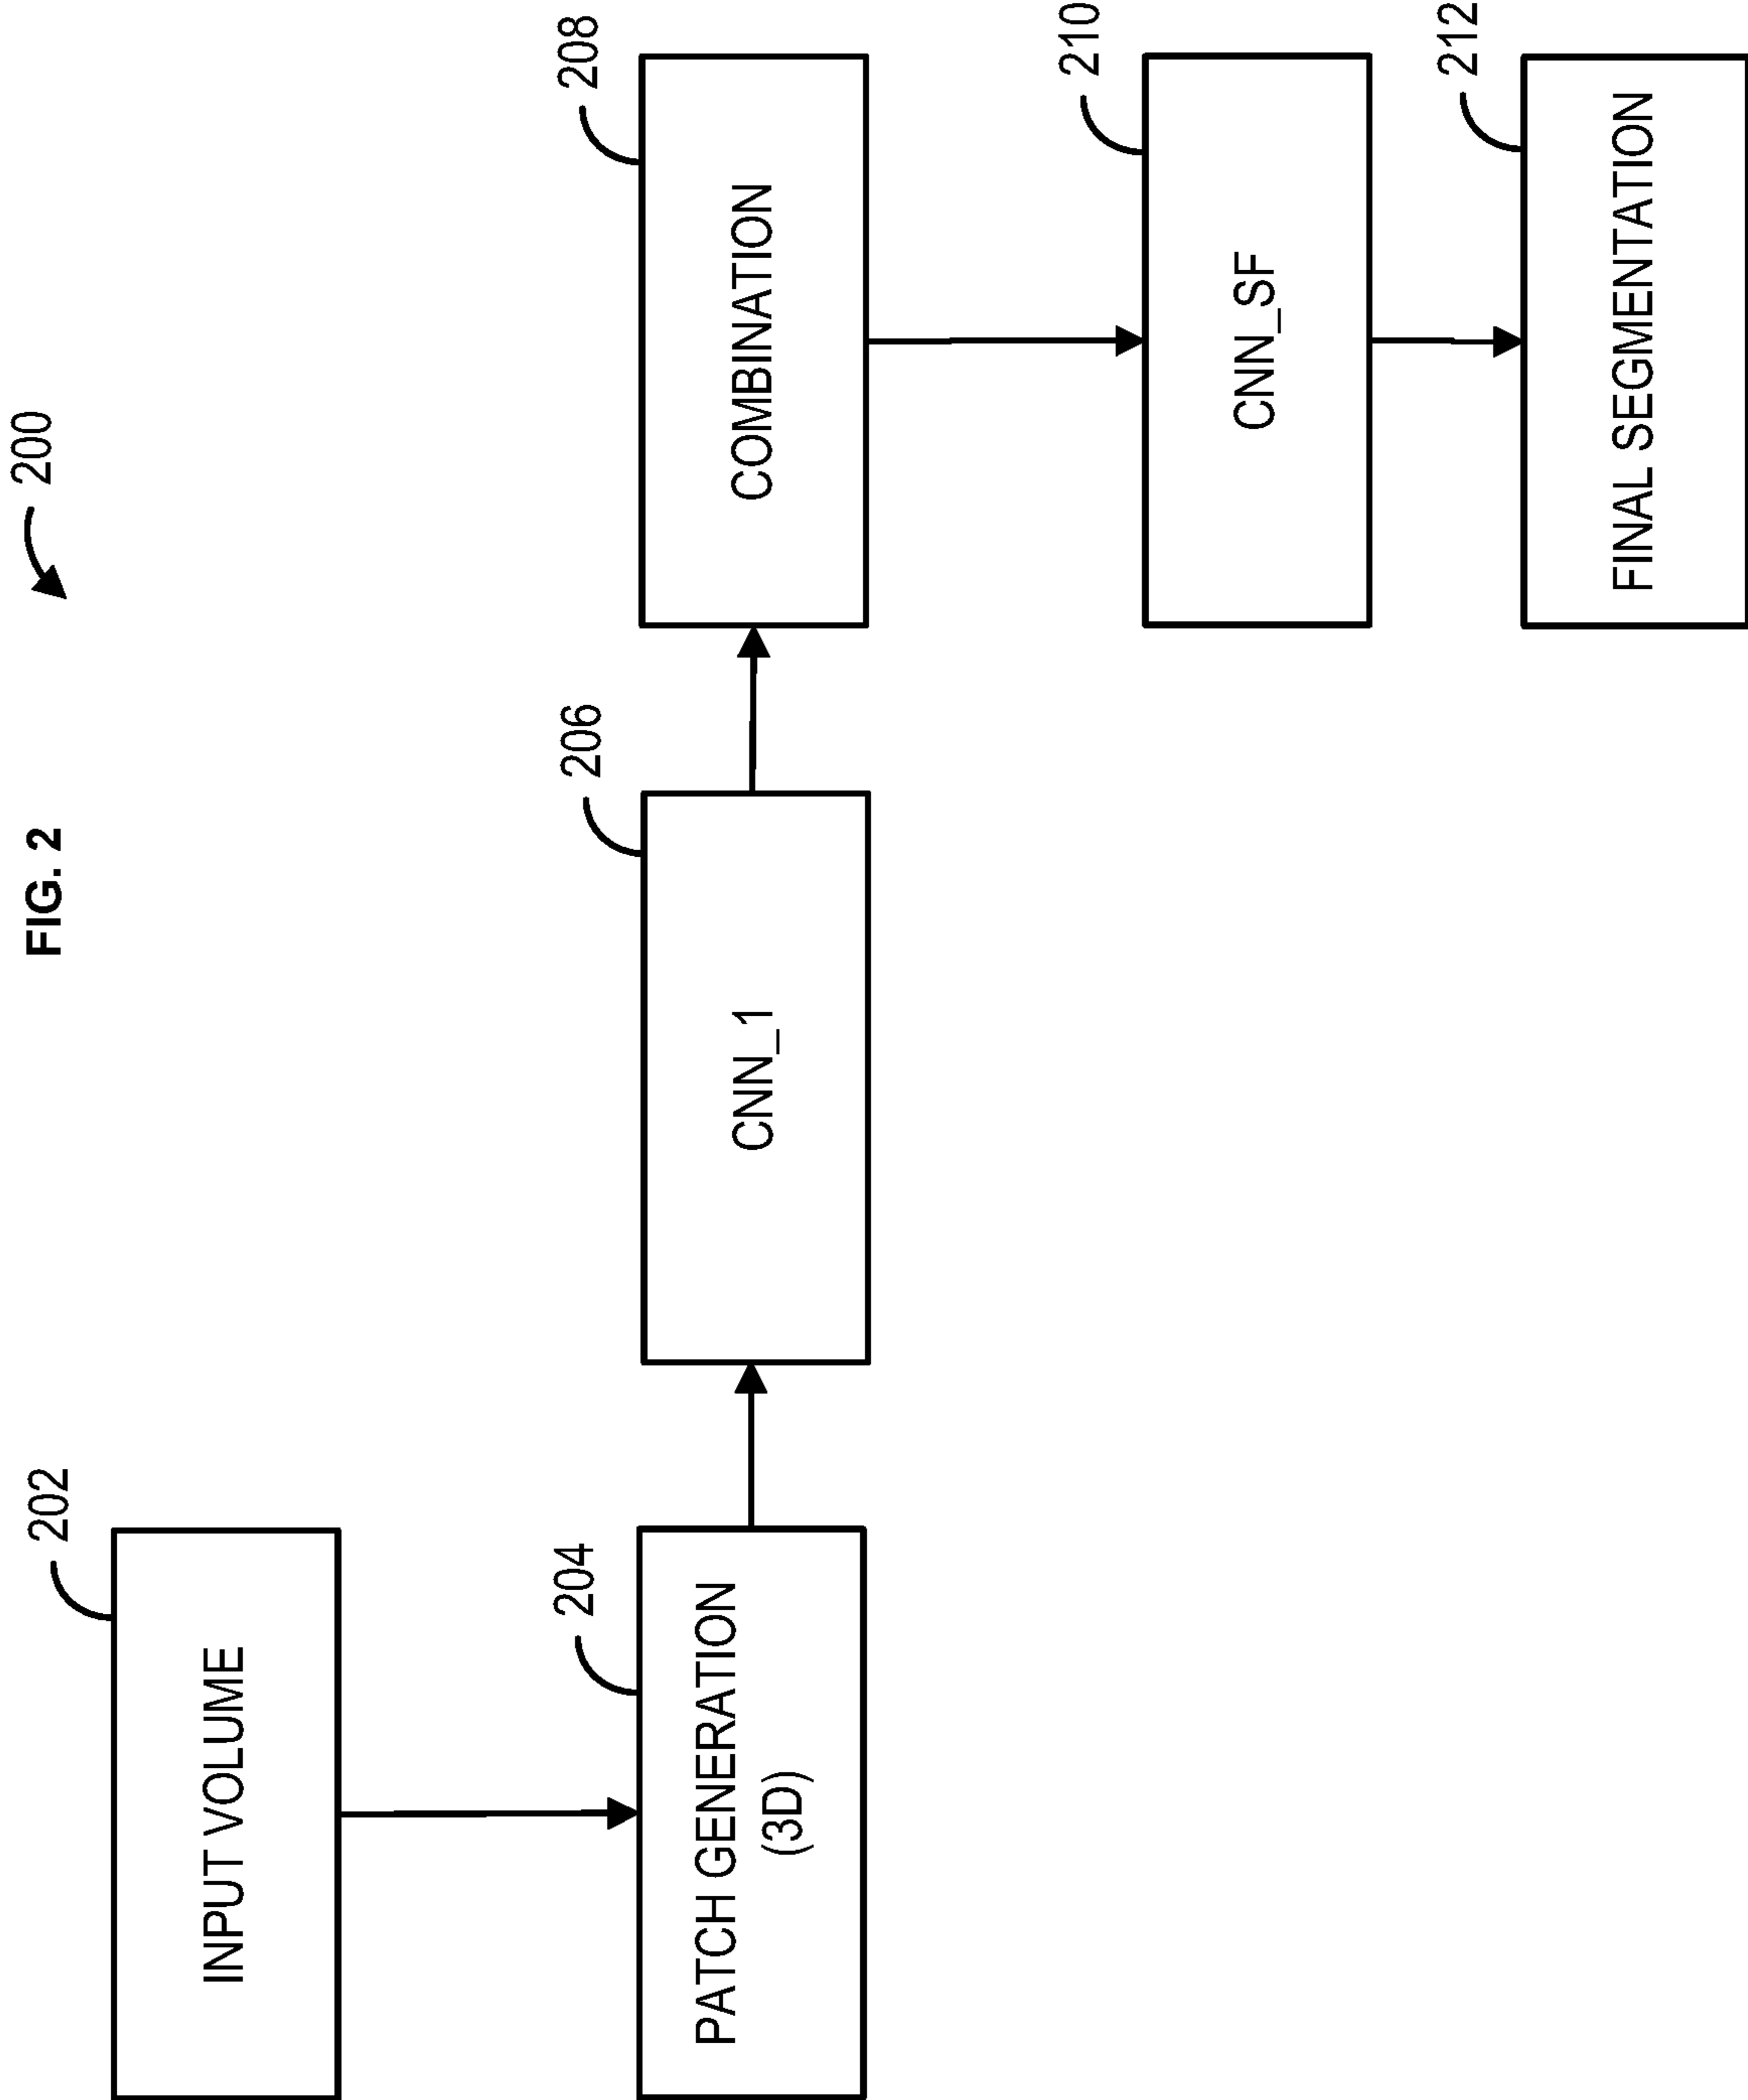 FIG. 2
200
202
INPUT VOLUME
204
PATCH GENERATION
(3D)
206
CNN_1
208
COMBINATION
210
CNN_SF
212
FINAL SEGMENTATION